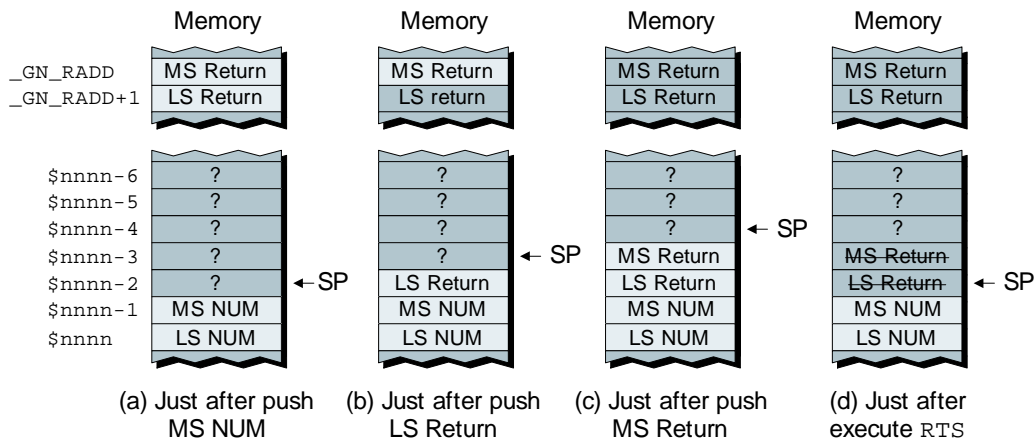 Memory Memory Memory Memory
_GN_RADD MS Return MS Return MS Return MS Return
_GN_RADD+1 LS Return LS return LS Return LS Return
$nnnn-6 ? ? ? ?
$nnnn-5 ? ? ? ?
$nnnn-4 ? ? ? ← SP ?
$nnnn-3 ? ? ← SP MS Return MS Return
$nnnn-2 ? ← SP LS Return LS Return LS Return ← SP
$nnnn-1 MS NUM MS NUM MS NUM MS NUM
$nnnn LS NUM LS NUM LS NUM LS NUM
(a) Just after push (b) Just after push (c) Just after push (d) Just after
MS NUM LS Return MS Return execute RTS